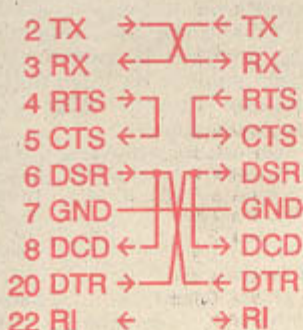 2 TX TX
3 RX RX
4 RTS RTS
5 CTS CTS
6 DSR DSR
7 GND GND
8 DCD DCD
20 DTR DTR
22 RI RI